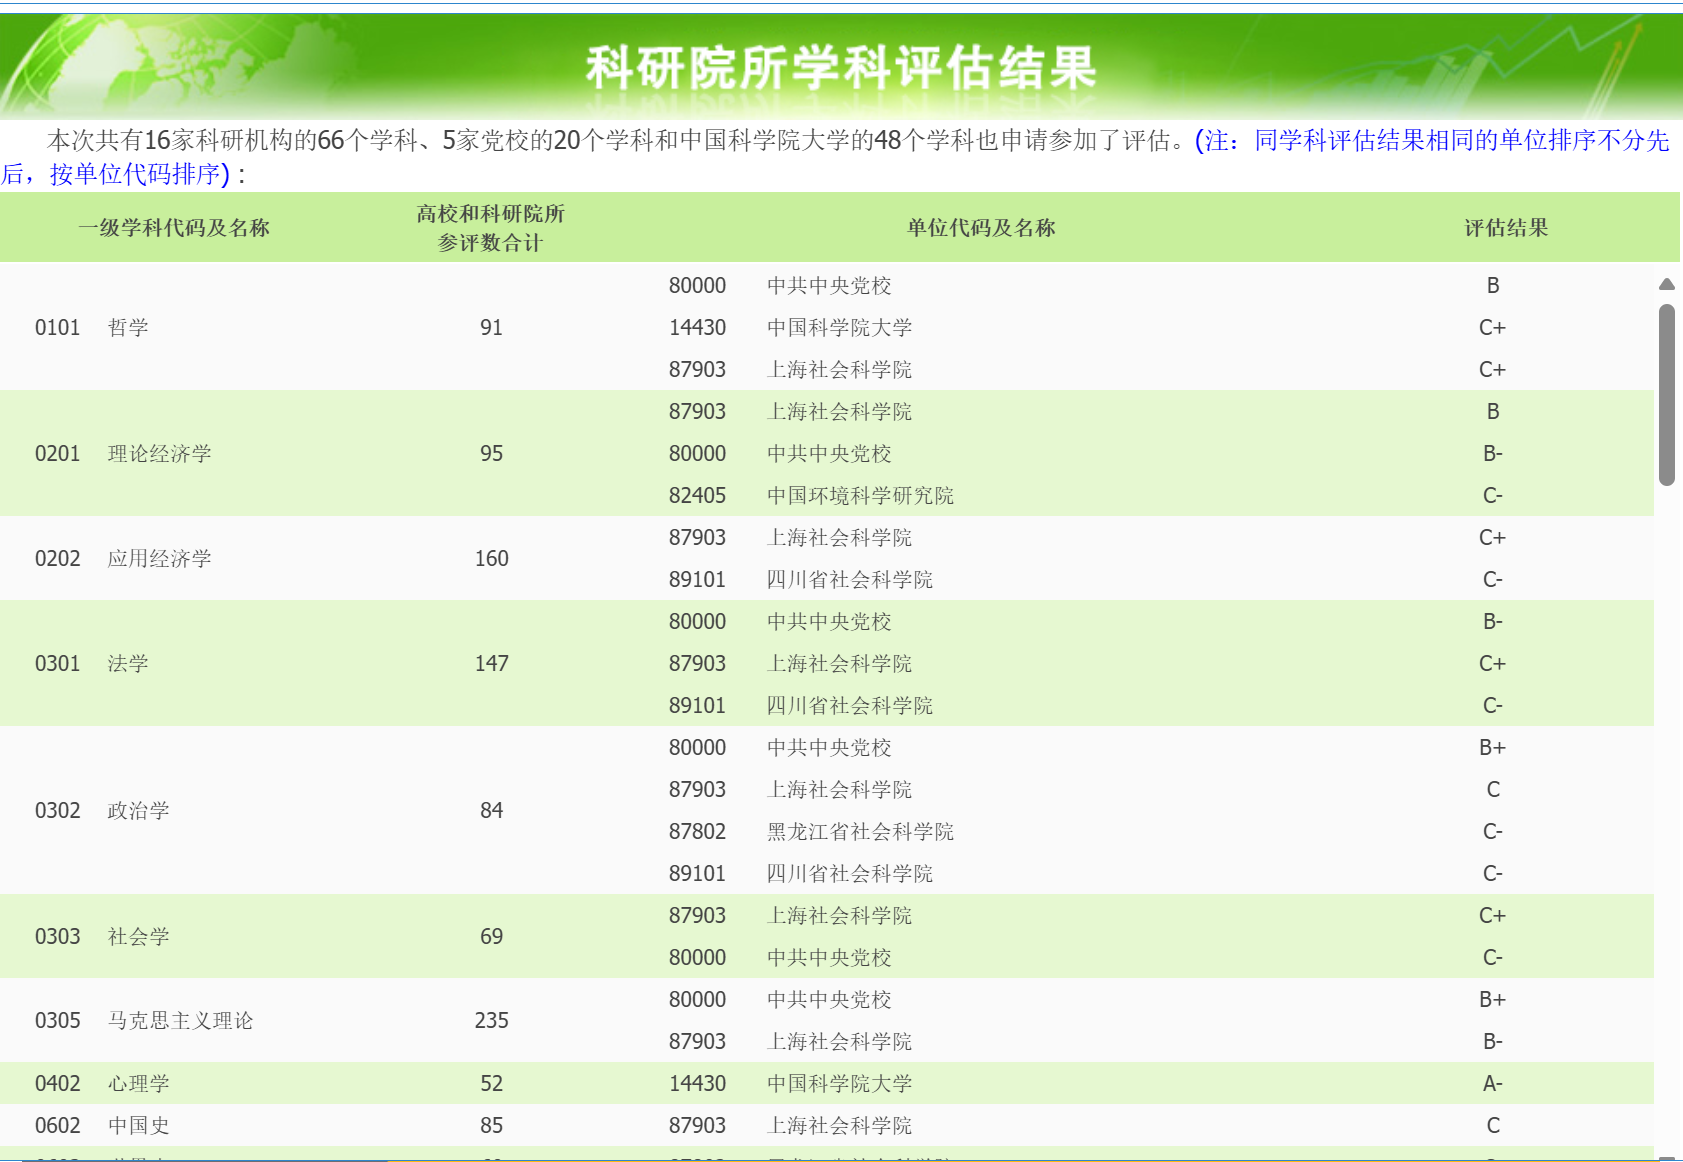 科研院所学科评估结果
本次共有16家科研机构的66个学科、5家党校的20个学科和中国科学院大学的48个学科也申请参加了评估。(注：同学科评估结果相同的单位排序不分先
后，按单位代码排序)：
一级学科代码及名称 高校和科研院所参评数合计 单位代码及名称 评估结果
80000 中共中央党校 B
0101 哲学 91 14430 中国科学院大学 C+
87903 上海社会科学院 C+
87903 上海社会科学院 B
0201 理论经济学 95 80000 中共中央党校 B-
82405 中国环境科学研究院 C-
87903 上海社会科学院 C+
0202 应用经济学 160
89101 四川省社会科学院 C-
80000 中共中央党校 B-
0301 法学 147 87903 上海社会科学院 C+
89101 四川省社会科学院 C-
80000 中共中央党校 B+
87903 上海社会科学院 C
0302 政治学 84
87802 黑龙江省社会科学院 C-
89101 四川省社会科学院 C-
87903 上海社会科学院 C+
0303 社会学 69
80000 中共中央党校 C-
80000 中共中央党校 B+
0305 马克思主义理论 235
87903 上海社会科学院 B-
0402 心理学 52 14430 中国科学院大学 A-
0602 中国史 85 87903 上海社会科学院 C